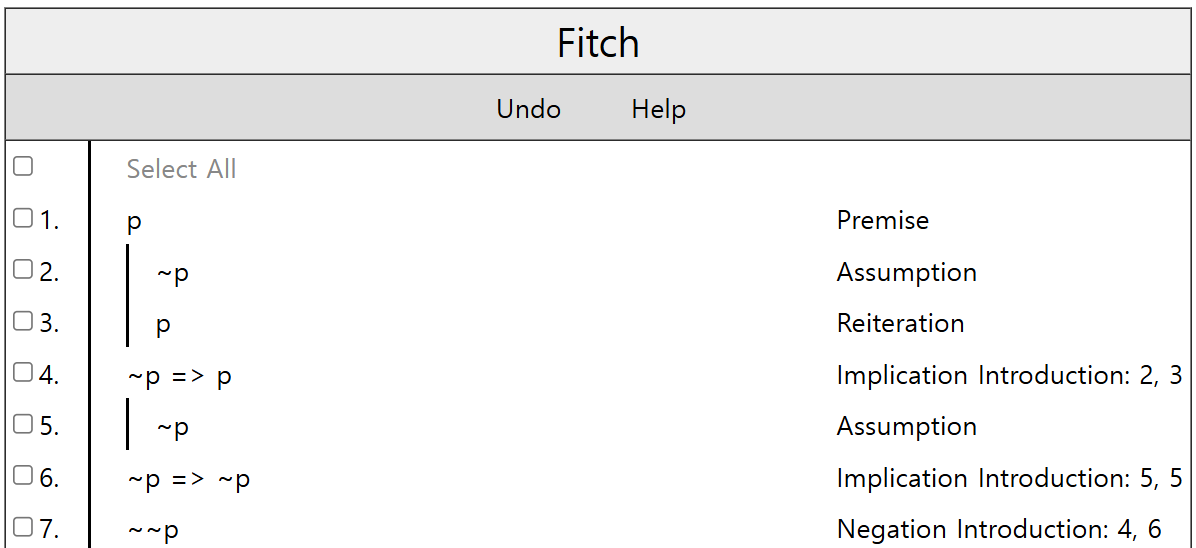 Fitch
Undo Help
Select All
1. p Premise
2. ~p Assumption
3. p Reiteration
4. ~p => p Implication Introduction: 2, 3
5. ~p Assumption
6. ~p => ~p Implication Introduction: 5, 5
7. ~~p Negation Introduction: 4, 6